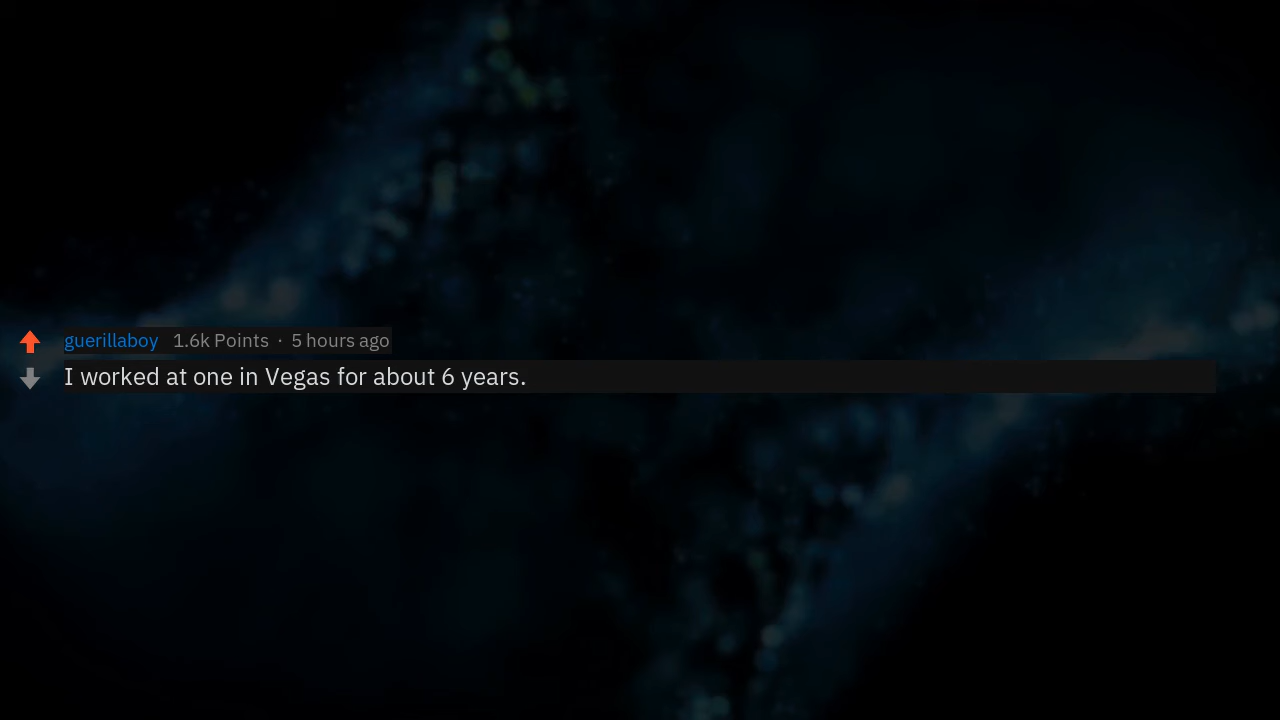 guerillaboy 1.6k Points · 5 hours ago
I worked at one in Vegas for about 6 years.